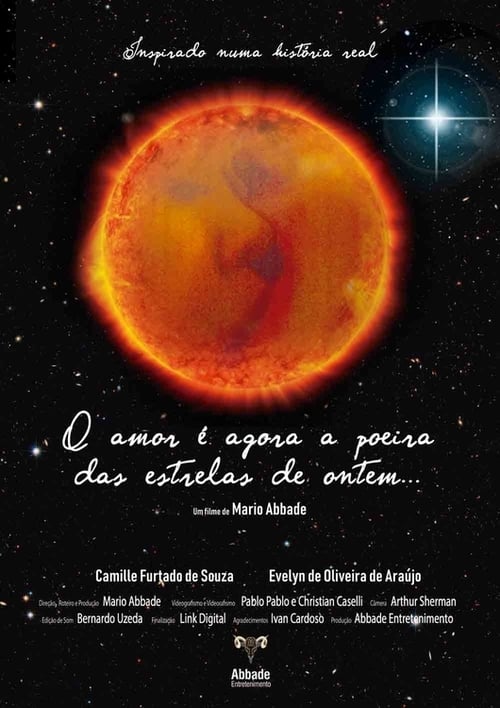 Inspirado numa história real
O amor é agora a poeira
das estrelas de ontem...
Um filme de Mario Abbade
Camille Furtado de Souza Evelyn de Oliveira de Araújo
Direção, Roteiro e Produção Mario Abbade Videografismo e Videorafismo Pablo Pablo e Christian Caselli Câmera Arthur Sherman
Edição de Som Bernardo Uzeda Finalização Link Digital Agradecimentos Ivan Cardoso Produção Abbade Entretenimento
Abbade
Entretenimento